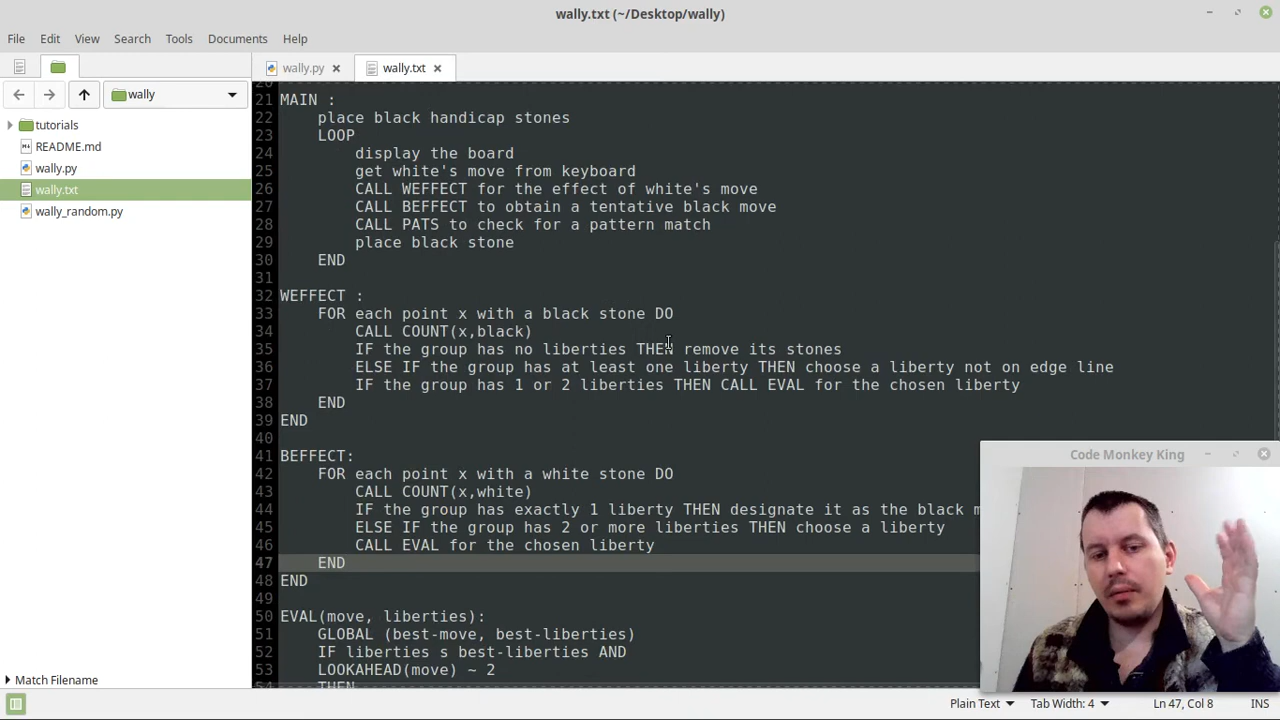 wally.txt (~/Desktop/wally)
File Edit View Search Tools Documents Help
wally.py
wally.txt
wally
tutorials
README.md
wally.py
wally.txt
wally_random.py
Match Filename
21 MAIN :
22 place black handicap stones
23 LOOP
24 display the board
25 get white's move from keyboard
26 CALL WEFFECT for the effect of white's move
27 CALL BEFFECT to obtain a tentative black move
28 CALL PATS to check for a pattern match
29 place black stone
30 END
31
32 WEFFECT :
33 FOR each point x with a black stone DO
34 CALL COUNT(x,black)
35 IF the group has no liberties THEN remove its stones
36 ELSE IF the group has at least one liberty THEN choose a liberty not on edge line
37 IF the group has 1 or 2 liberties THEN CALL EVAL for the chosen liberty
38 END
39 END
40
41 BEFFECT:
42 FOR each point x with a white stone DO
43 CALL COUNT(x,white)
44 IF the group has exactly 1 liberty THEN designate it as the black
45 ELSE IF the group has 2 or more liberties THEN choose a liberty
46 CALL EVAL for the chosen liberty
47 END
48 END
49
50 EVAL(move, liberties):
51 GLOBAL (best-move, best-liberties)
52 IF liberties s best-liberties AND
53 LOOKAHEAD(move) ~ 2
54 THEN
Code Monkey King
Plain Text Tab Width: 4 Ln 47, Col 8 INS